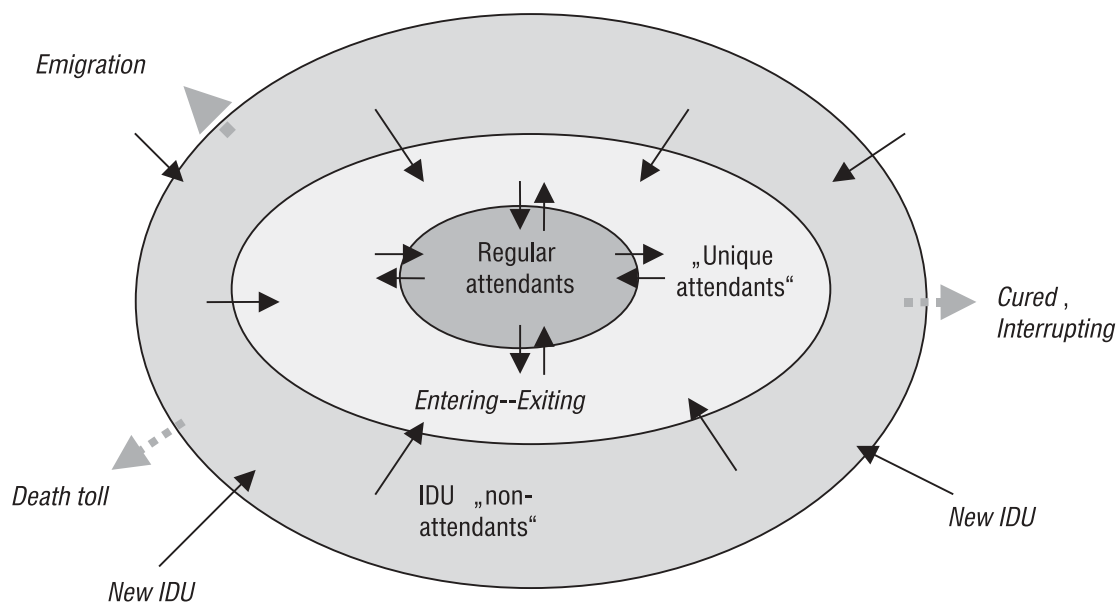 Emigration
Regular
attendants
„Unique
attendants“
Cured ,
Interrupting
Entering--Exiting
Death toll
IDU „non-
attendants“
New IDU
New IDU